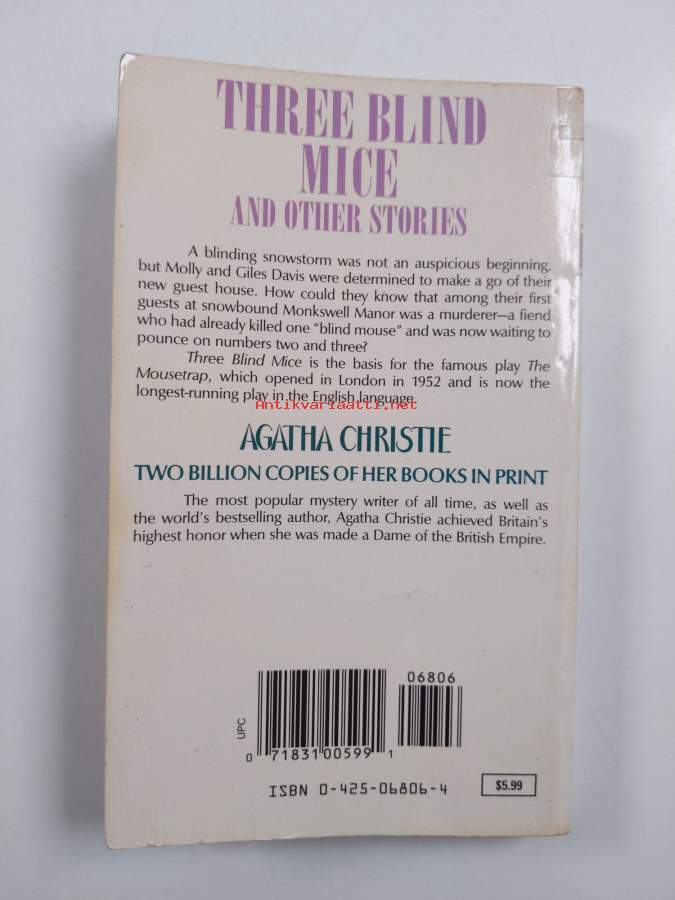 THREE BLIND
MICE
AND OTHER STORIES
A blinding snowstorm was not an auspicious beginning,
but Molly and Giles Davis were determined to make a go of their
new guest house. How could they know that among their first
guests at snowbound Monkswell Manor was a murderer—a fiend
who had already killed one "blind mouse" and was now waiting to
pounce on numbers two and three?
Three Blind Mice is the basis for the famous play The
Mousetrap, which opened in London in 1952 and is now the
longest-running play in the English language.
Antikvariaatti.net
AGATHA CHRISTIE
TWO BILLION COPIES OF HER BOOKS IN PRINT
The most popular mystery writer of all time, as well as
the world's bestselling author, Agatha Christie achieved Britain's
highest honor when she was made a Dame of the British Empire.
06806
UPC
0 71831 00599 1
ISBN 0-425-06806-4
$5.99